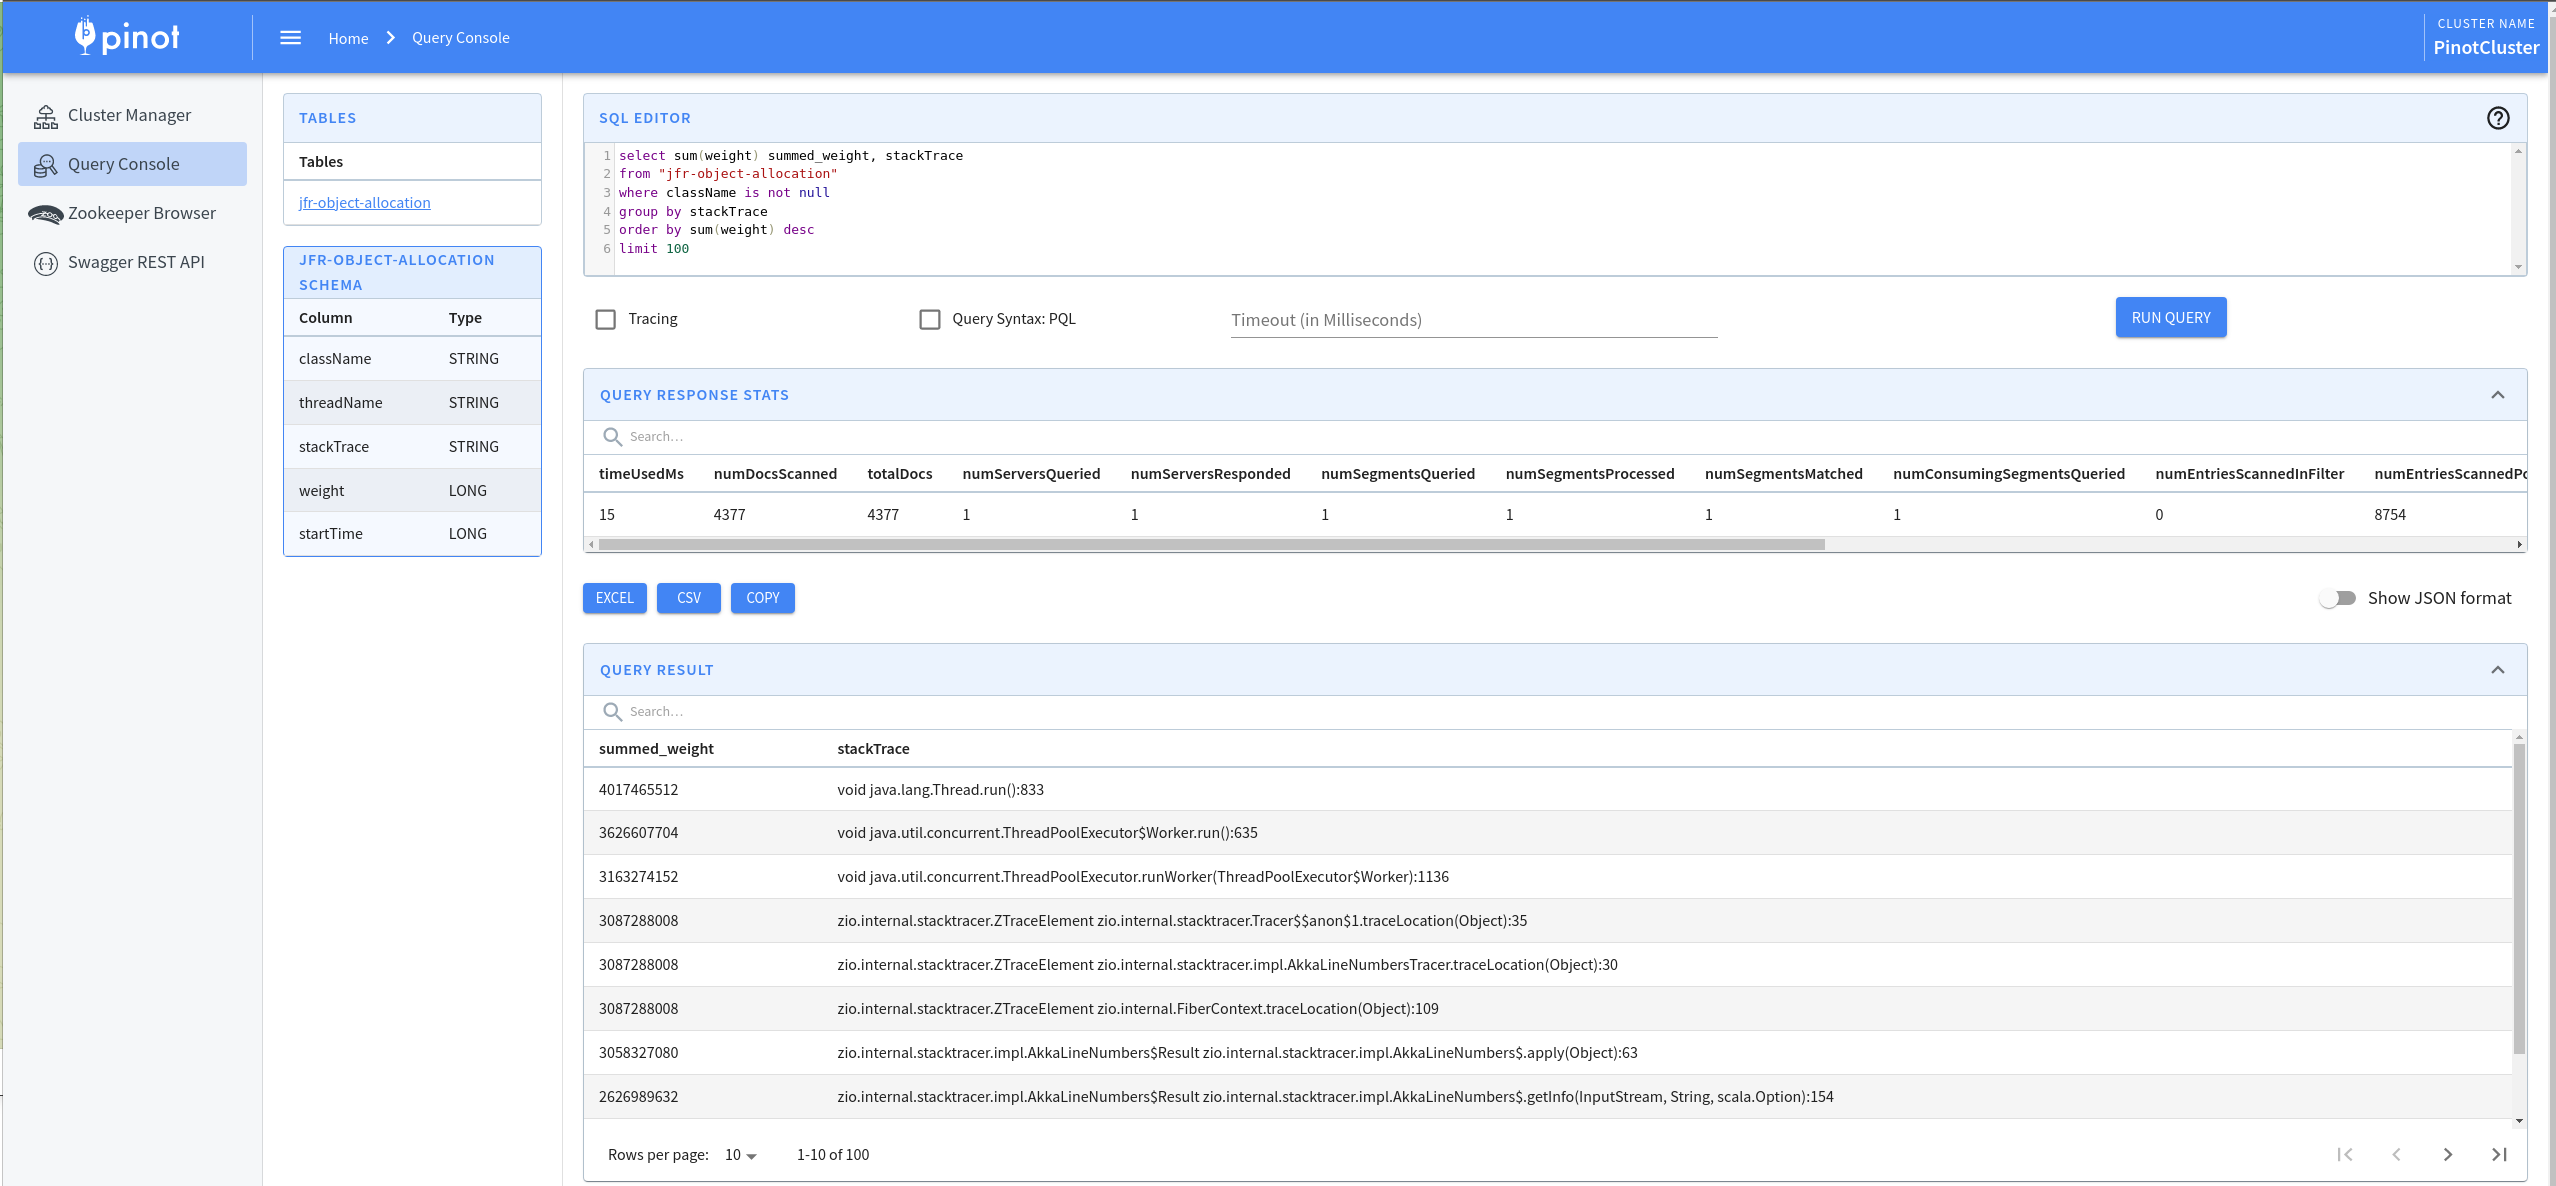 pinot
Home
Query Console
CLUSTER NAME
PinotCluster
Cluster Manager
Query Console
Zookeeper Browser
Swagger REST API
TABLES
Tables
jfr-object-allocation
JFR-OBJECT-ALLOCATION
SCHEMA
Column Type
className STRING
threadName STRING
stackTrace STRING
weight LONG
startTime LONG
SQL EDITOR
1 select sum(weight) summed_weight, stackTrace
2 from "jfr-object-allocation"
3 where className is not null
4 group by stackTrace
5 order by sum(weight) desc
6 limit 100
Tracing
Query Syntax: PQL
Timeout (in Milliseconds)
RUN QUERY
QUERY RESPONSE STATS
Search...
timeUsedMs numDocsScanned totalDocs numServersQueried numServersResponded numSegmentsQueried numSegmentsProcessed numSegmentsMatched numConsumingSegmentsQueried numEntriesScannedInFilter numEntriesScannedPo
15 4377 4377 1 1 1 1 1 1 0 8754
EXCEL CSV COPY
Show JSON format
QUERY RESULT
Search...
summed_weight stackTrace
4017465512 void java.lang.Thread.run():833
3626607704 void java.util.concurrent.ThreadPoolExecutor$Worker.run():635
3163274152 void java.util.concurrent.ThreadPoolExecutor.runWorker(ThreadPoolExecutor$Worker):1136
3087288008 zio.internal.stacktracer.ZTraceElement zio.internal.stacktracer.Tracer$$anon$1.traceLocation(Object):35
3087288008 zio.internal.stacktracer.ZTraceElement zio.internal.stacktracer.impl.AkkaLineNumbersTracer.traceLocation(Object):30
3087288008 zio.internal.stacktracer.ZTraceElement zio.internal.FiberContext.traceLocation(Object):109
3058327080 zio.internal.stacktracer.impl.AkkaLineNumbers$Result zio.internal.stacktracer.impl.AkkaLineNumbers$.apply(Object):63
2626989632 zio.internal.stacktracer.impl.AkkaLineNumbers$Result zio.internal.stacktracer.impl.AkkaLineNumbers$.getInfo(InputStream, String, scala.Option):154
Rows per page: 10 1-10 of 100